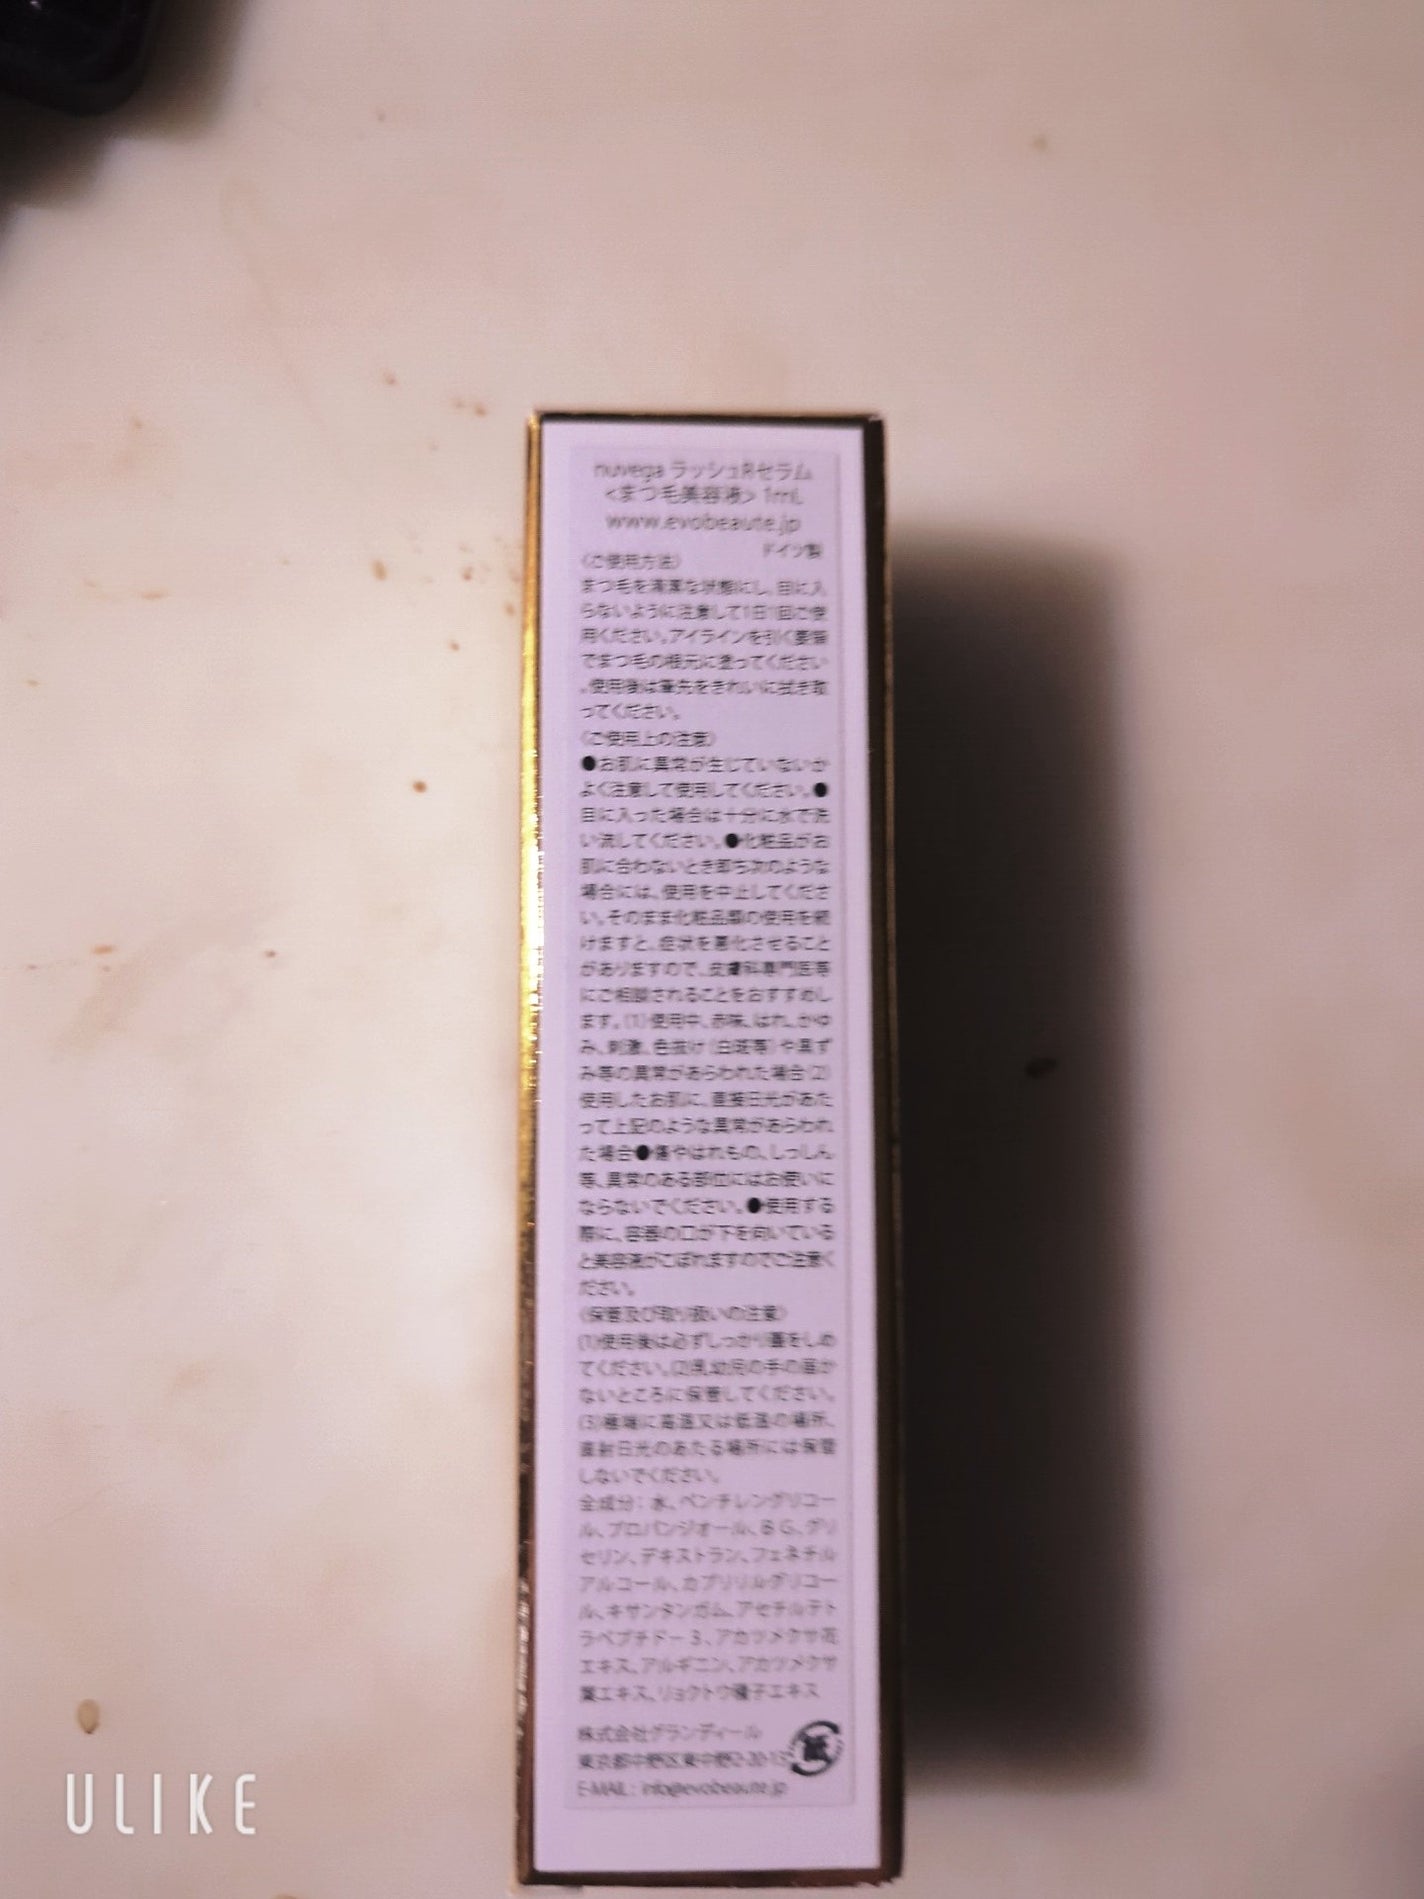 nuvega ラッシュRセラム
<まつ毛美容液> 1mL
www.evobeaute.jp
ドイツ製
〈ご使用方法〉
まつ毛を清潔な状態にし、目に入
らないように注意して1日1回ご使
用ください。アイラインを引く要領
でまつ毛の根元に塗ってください
。使用後は筆先をきれいに拭き取
ってください。
〈ご使用上の注意〉
●お肌に異常が生じていないか
よく注意して使用してください。●
目に入った場合は十分に水で洗
い流してください。●化粧品がお
肌に合わないとき即ち次のような
場合には、使用を中止してくださ
い。そのまま化粧品類の使用を続
けますと、症状を悪化させること
がありますので、皮膚科専門医等
にご相談されることをおすすめし
ます。(1)使用中、赤味、はれ、かゆ
み、刺激、色抜け(白斑等)や黒ず
み等の異常があらわれた場合(2)
使用したお肌に、直接日光があた
って上記のような異常があらわれ
た場合●傷やはれもの、しっしん
等、異常のある部位にはお使いに
ならないでください。●使用する
際に、容器の口が下を向いている
と美容液がこぼれますのでご注意く
ださい。
〈保管及び取り扱いの注意〉
(1)使用後は必ずしっかり蓋をしめ
てください。(2)乳幼児の手の届か
ないところに保管してください。
(3)極端に高温又は低温の場所、
直射日光のあたる場所には保管
しないでください。
全成分：水、ペンチレングリコー
ル、プロパンジオール、BG、グリ
セリン、デキストラン、フェネチル
アルコール、カプリリルグリコー
ル、キサンタンガム、アセチルテト
ラペプチド－3、アカツメクサ花
エキス、アルギニン、アカツメクサ
葉エキス、リョクトウ種子エキス
株式会社グランディール
東京都中野区東中野2-20-13
E-MAIL: info@evobeaute.jp
紙
ULIKE